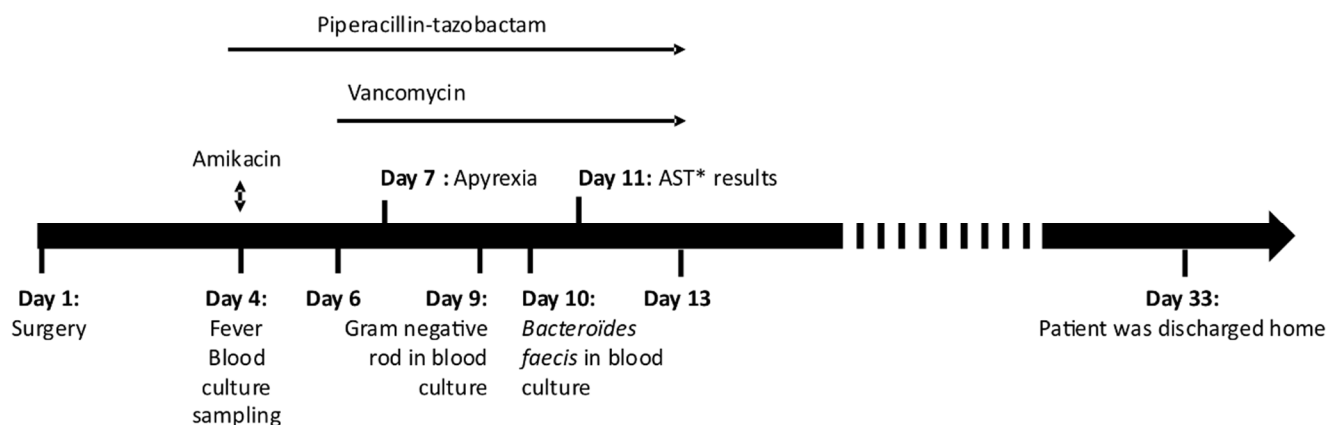 Piperacillin-tazobactam
Vancomycin
Amikacin
Day 7 : Apyrexia
Day 11: AST* results
Day 1:
Surgery
Day 4:
Fever
Blood
culture
sampling
Day 6
Day 9:
Gram negative
rod in blood
culture
Day 10:
Bacteroïdes
faecis in blood
culture
Day 13
Day 33:
Patient was discharged home